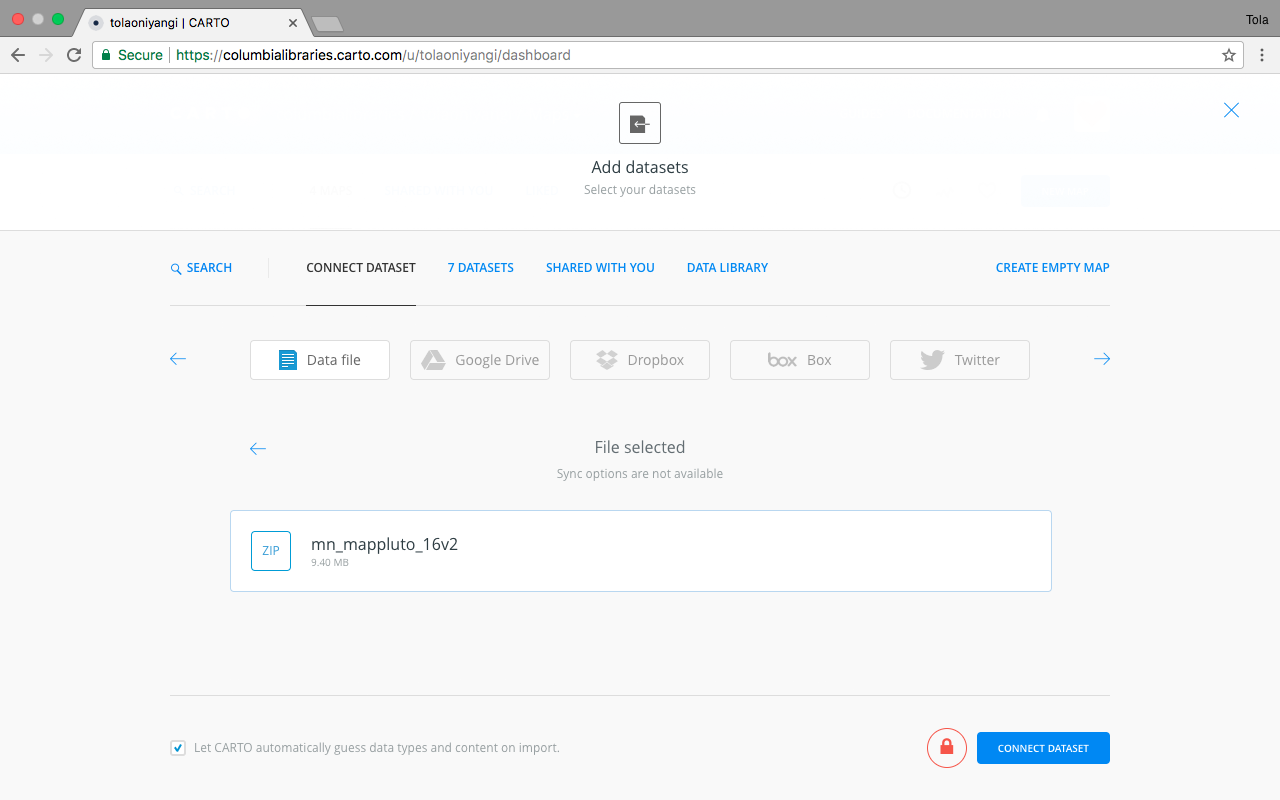 tolaoniyangi | CARTO
Tola
Secure
https://columbialibraries.carto.com/u/tolaoniyangi/dashboard
Add datasets
Select your datasets
SEARCH
CONNECT DATASET
7 DATASETS
SHARED WITH YOU
DATA LIBRARY
CREATE EMPTY MAP
Data file
Google Drive
Dropbox
box Box
Twitter
File selected
Sync options are not available
ZIP
mn_mappluto_16v2
9.40 MB
Let CARTO automatically guess data types and content on import.
CONNECT DATASET